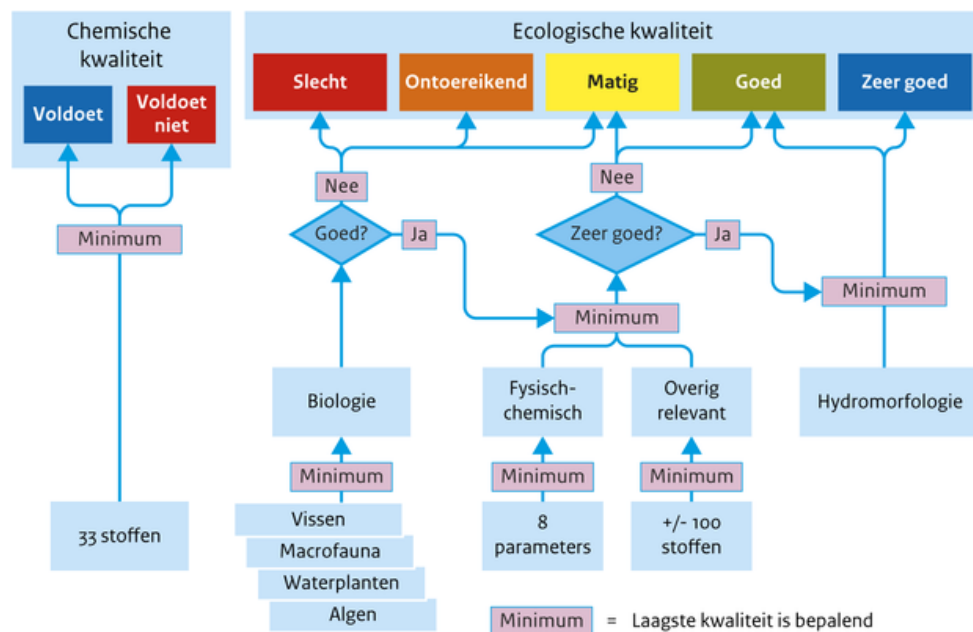 Chemische
kwaliteit
Voldoet
Voldoet
niet
Minimum
33 stoffen
Ecologische kwaliteit
Slecht
Ontoereikend
Matig
Goed
Zeer goed
Nee
Nee
Goed?
Ja
Zeer goed?
Ja
Minimum
Minimum
Biologie
Fysisch-
chemisch
Overig
relevant
Hydromorfologie
Minimum
Minimum
Minimum
Vissen
Macrofauna
Waterplanten
Algen
8
parameters
+/- 100
stoffen
Minimum = Laagste kwaliteit is bepalend